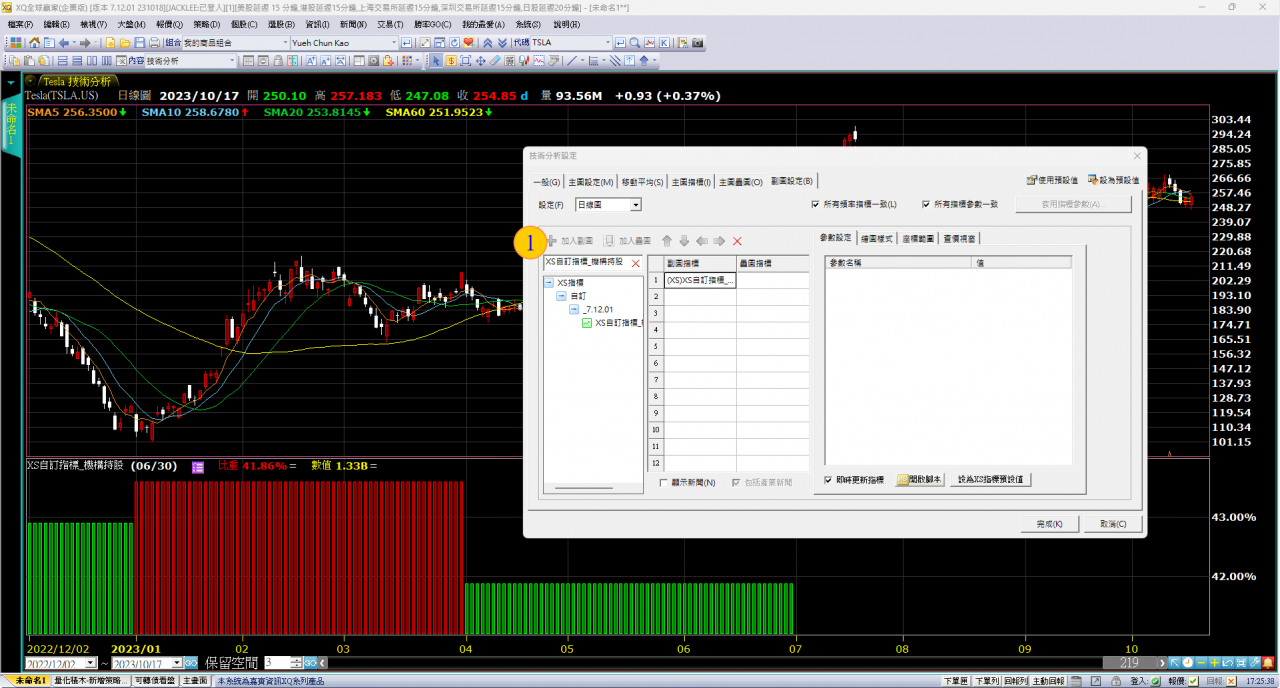 XQ全球贏家(企業版) [版本 7.12.01 231018][JACKLEE:已登入][1][美股延遲 15 分鐘,港股延遲15分鐘,上海交易所延遲15分鐘,深圳交易所延遲15分鐘,日股延遲20分鐘] - [未命名1**]
檔案(F) 編輯(E) 檢視(V) 大盤(M) 報價(Q) 策略(D) 個股(C) 選股(B) 資訊(I) 新聞(N) 交易(T) 勝率GO(C) 我的最愛(A) 系統(S) 說明(H)
組合 我的商品組合 Yueh Chun Kao 代碼 TSLA
內容 技術分析
Tesla 技術分析
未命名1
Tesla(TSLA.US) 日線圖 2023/10/17 開 250.10 高 257.183 低 247.08 收 254.85 d 量 93.56M +0.93 (+0.37%)
SMA5 256.3500 SMA10 258.6780 SMA20 253.8145 SMA60 251.9523
303.44
294.24
285.05
275.85
266.66
257.46
248.27
239.07
229.88
220.68
211.49
202.29
193.10
183.90
174.71
165.51
156.32
147.12
137.93
128.73
119.54
110.34
101.15
技術分析設定
一般(G) 主圖設定(M) 移動平均(S) 主圖指標(I) 主圖疊圖(O) 副圖設定(B) 使用預設值 設為預設值
設定(F) 日線圖 所有頻率指標一致(L) 所有指標參數一致 套用指標參數(A)...
1 加入副圖 加入疊圖
XS自訂指標_機構持股
XS指標
自訂
_7.12.01
XS自訂指標_
副圖指標 疊圖指標
1 (XS)XS自訂指標_...
2
3
4
5
6
7
8
9
10
11
12
顯示新聞(N) 包括產業新聞
參數設定 繪圖樣式 座標範圍 查價視窗
參數名稱 值
即時更新指標 開啟腳本 設為XS指標預設值
完成(K) 取消(C)
XS自訂指標_機構持股 (06/30) 比重 41.86% = 數值 1.33B =
43.00%
42.00%
2022/12/02 2023/01 02 03 04 05 06 07 08 09 10
2022/12/02 ~ 2023/10/17 GO 保留空間 3 GO 219
未命名1 量化積木-新增策略... 可轉債看盤 主畫面 本系統為嘉實資訊XQ系列產品 下單匣 下單列 回報列 主動回報 登入: 報價: 回報: 17:25:38